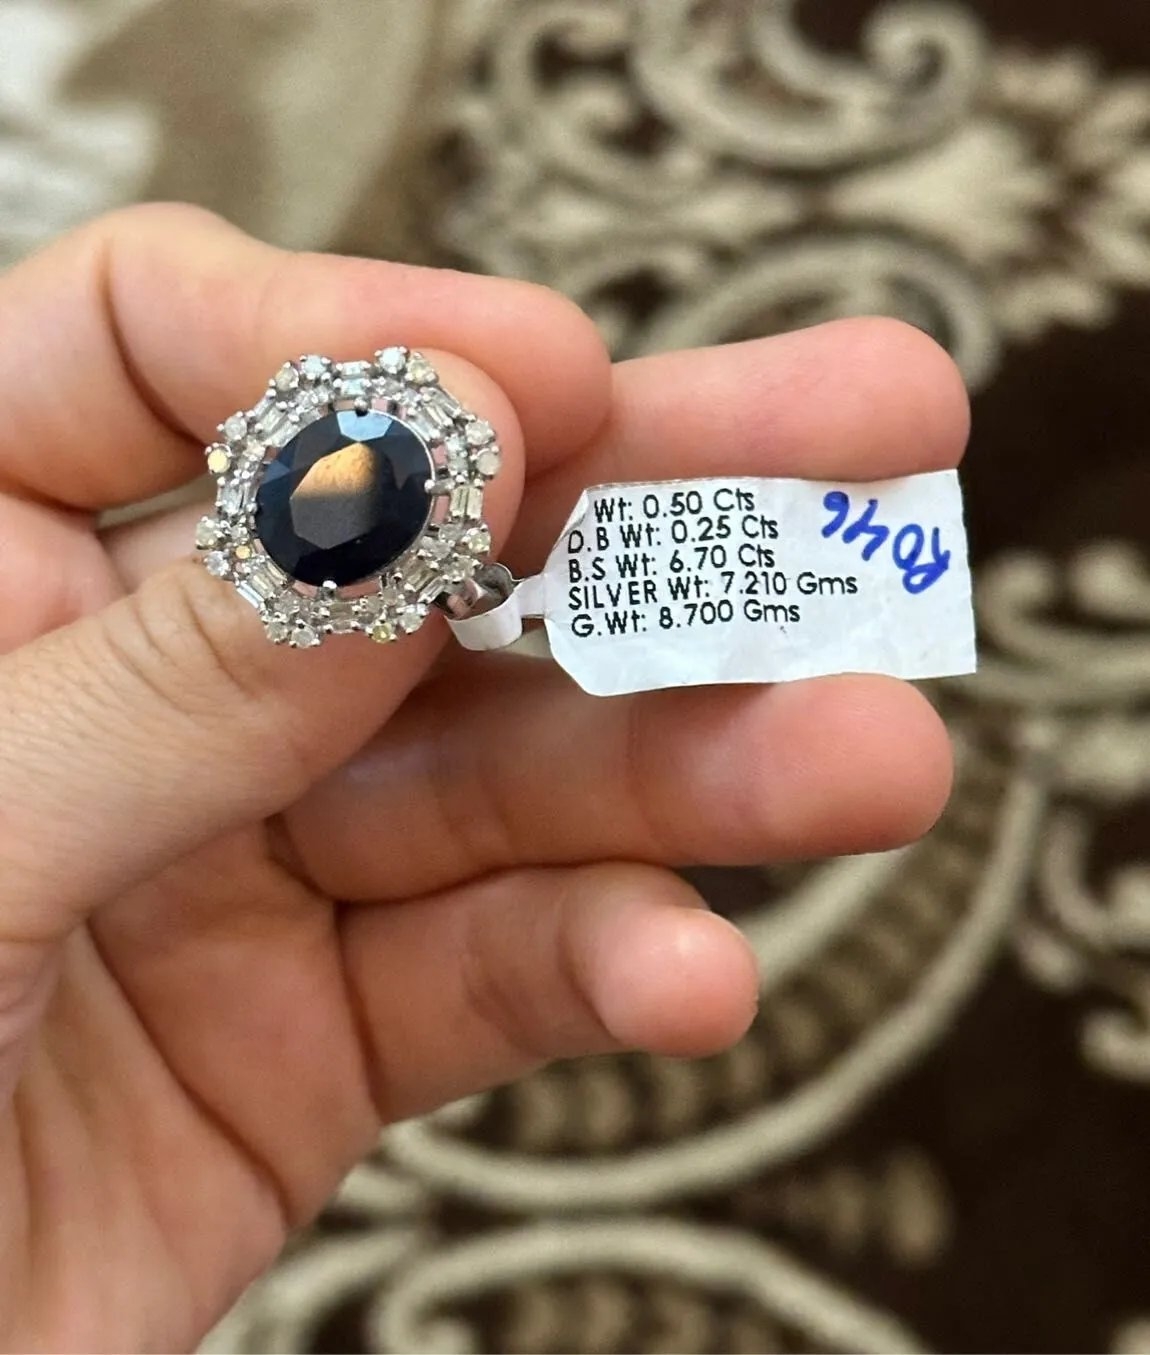 Wt: 0.50 Cts
D.B Wt: 0.25 Cts
B.S Wt: 6.70 Cts
SILVER Wt: 7.210 Gms
G.Wt: 8.700 Gms
R046